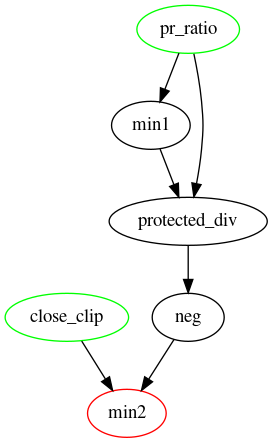 pr_ratio
min1
protected_div
close_clip
neg
min2